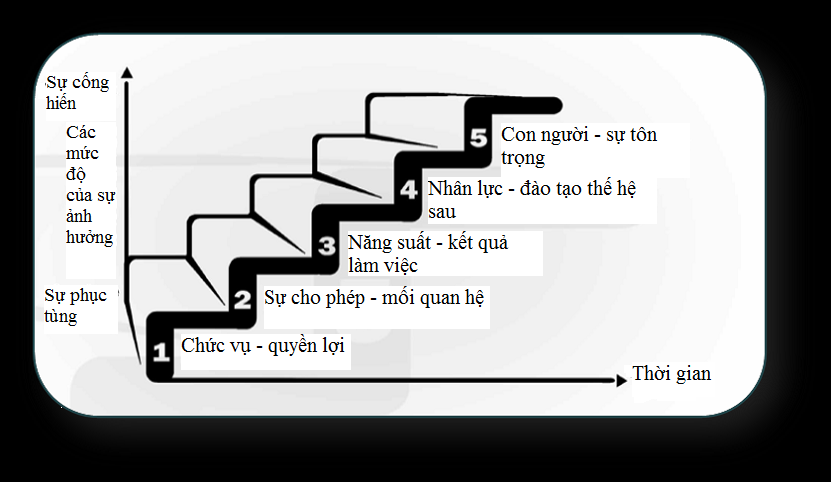 Sự cống
hiến
Các
mức
độ
của sự
ảnh
hưởng
Sự phục
tùng
5
Con người - sự tôn
trọng
4
Nhân lực - đào tạo thế hệ
sau
3
Năng suất - kết quả
làm việc
2
Sự cho phép - mối quan hệ
1
Chức vụ - quyền lợi
Thời gian